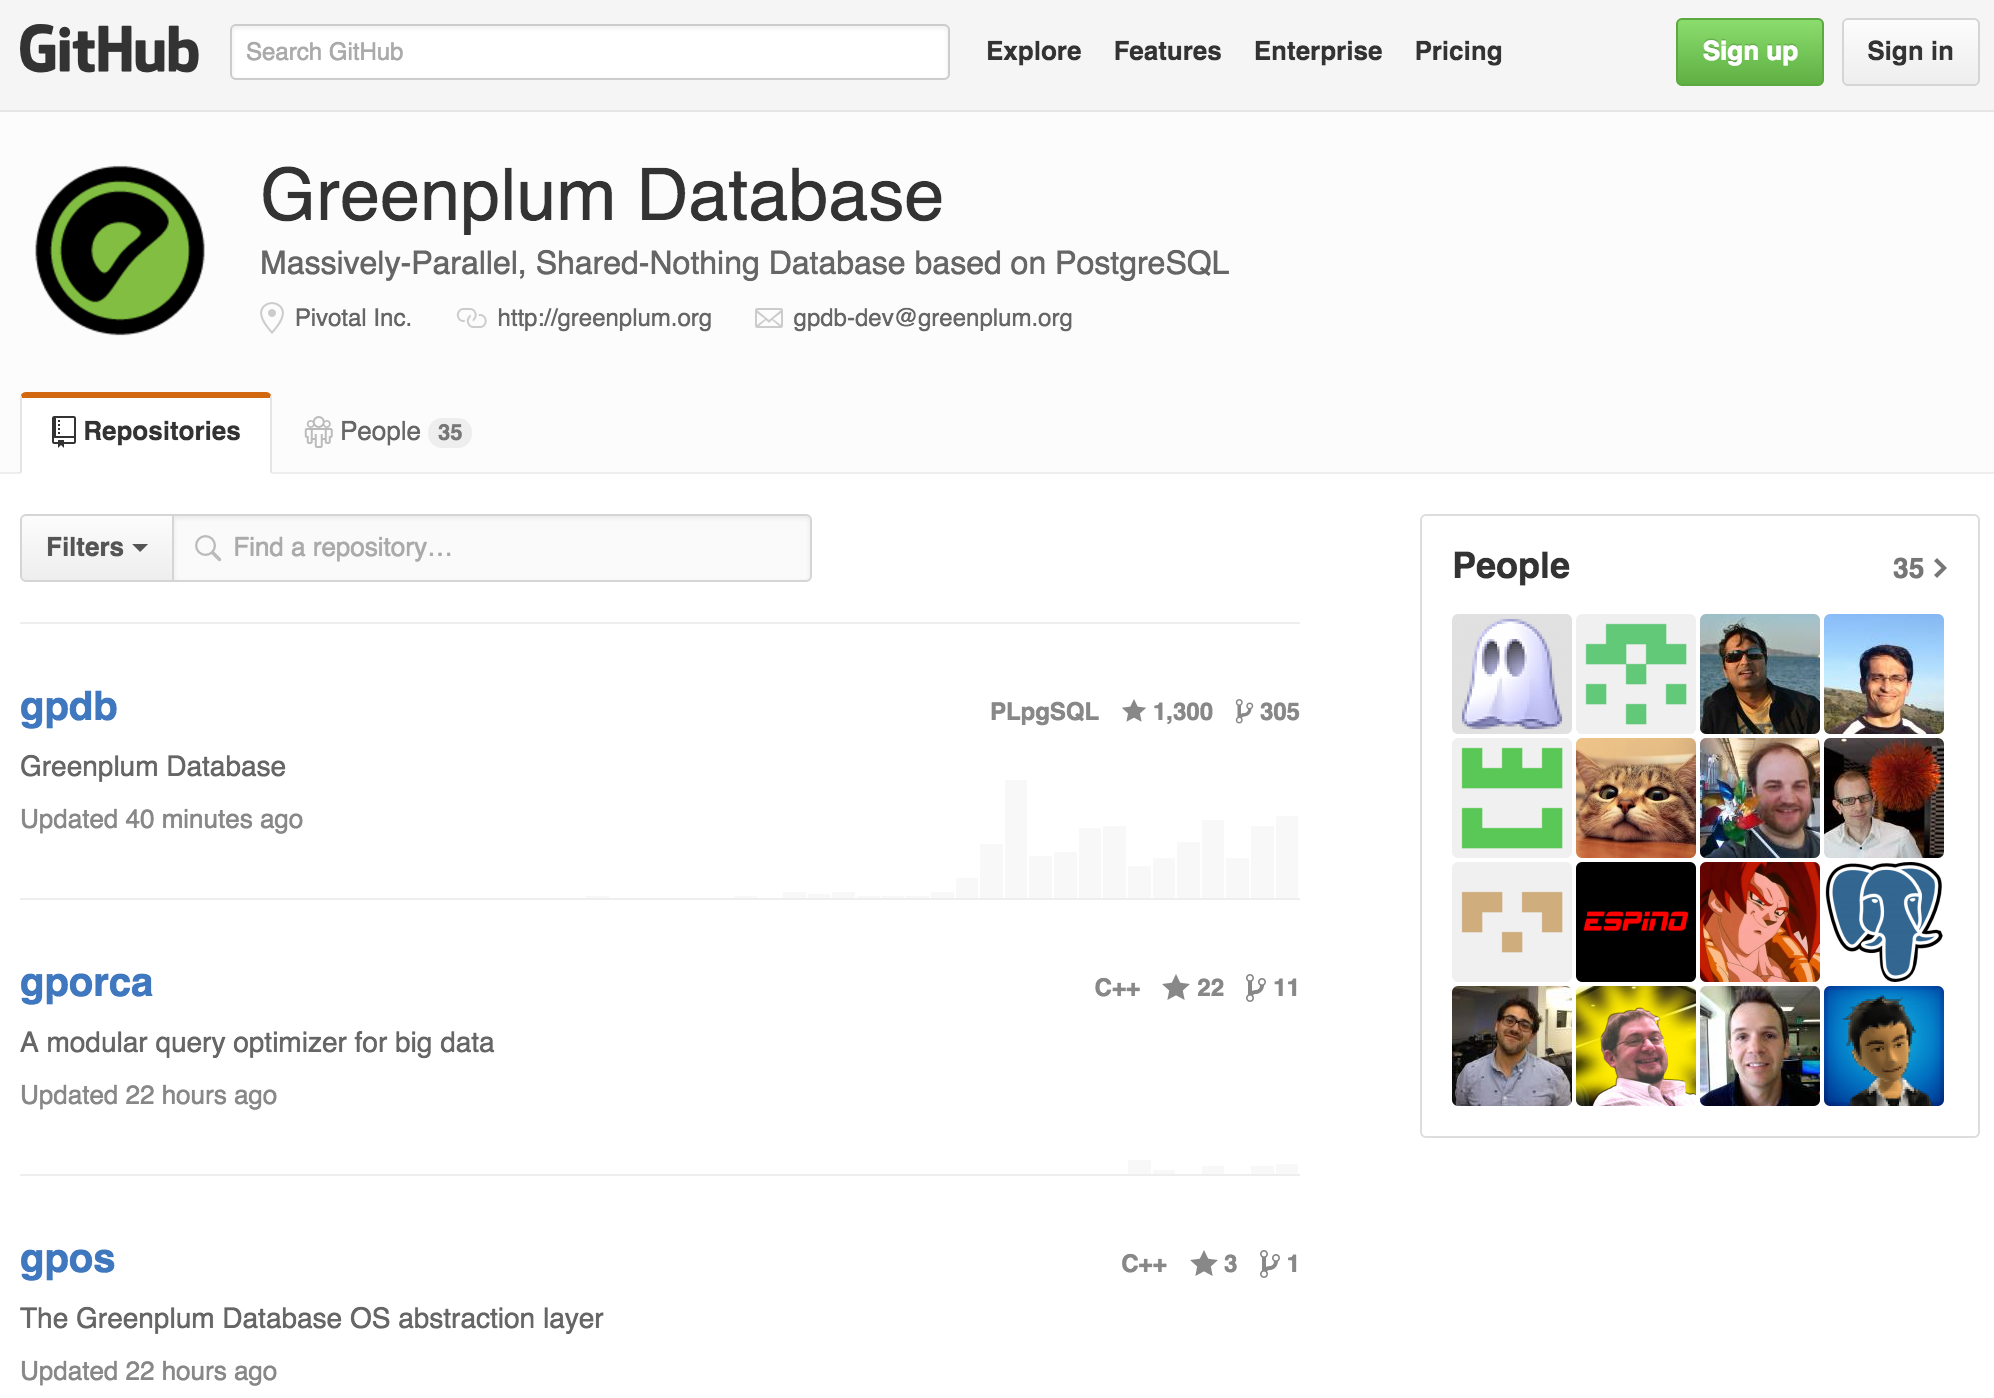 GitHub
Search GitHub
Explore Features Enterprise Pricing
Sign up
Sign in
Greenplum Database
Massively-Parallel, Shared-Nothing Database based on PostgreSQL
Pivotal Inc. http://greenplum.org gpdb-dev@greenplum.org
Repositories
People 35
Filters
Find a repository…
gpdb
PLpgSQL 1,300 305
Greenplum Database
Updated 40 minutes ago
gporca
C++ 22 11
A modular query optimizer for big data
Updated 22 hours ago
gpos
C++ 3 1
The Greenplum Database OS abstraction layer
Updated 22 hours ago
People 35
ESPINO